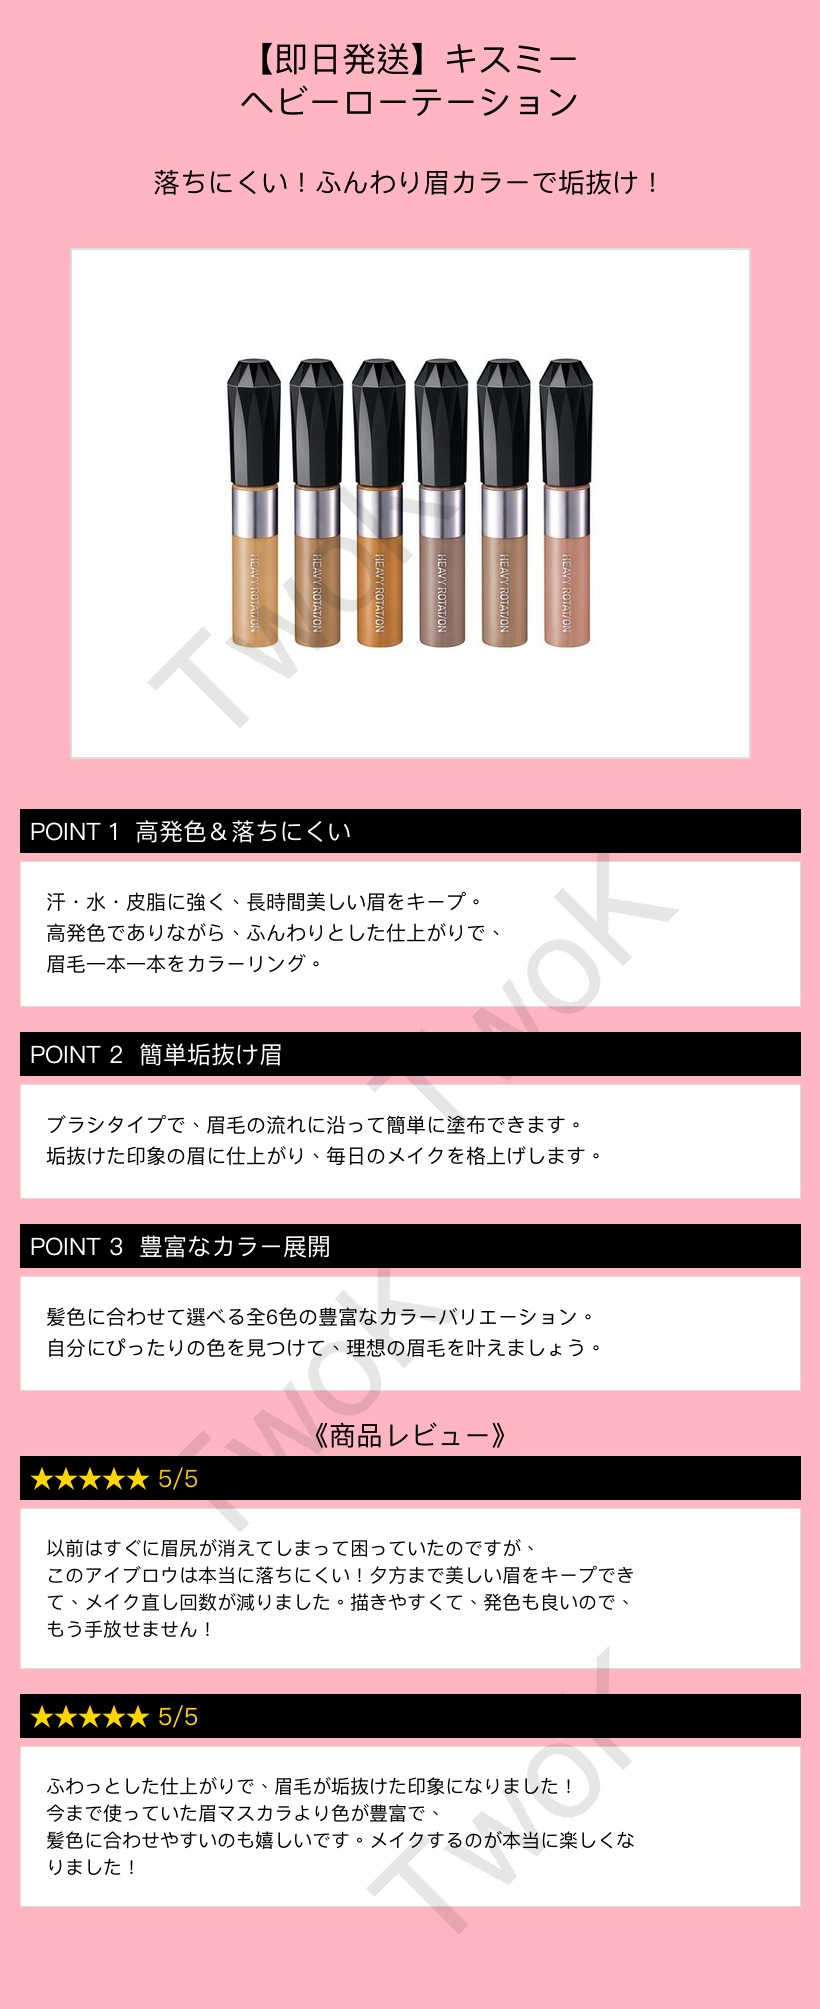 【即日発送】キスミー
ヘビーローテーション
落ちにくい！ふんわり眉カラーで垢抜け！
HEAVY ROTATION
HEAVY ROTATION
HEAVY ROTATION
HEAVY ROTATION
HEAVY ROTATION
HEAVY ROTATION
TwoK
POINT 1 高発色＆落ちにくい
汗・水・皮脂に強く、長時間美しい眉をキープ。
高発色でありながら、ふんわりとした仕上がりで、
眉毛一本一本をカラーリング。
TwoK
POINT 2 簡単垢抜け眉
ブラシタイプで、眉毛の流れに沿って簡単に塗布できます。
垢抜けた印象の眉に仕上がり、毎日のメイクを格上げします。
POINT 3 豊富なカラー展開
髪色に合わせて選べる全6色の豊富なカラーバリエーション。
自分にぴったりの色を見つけて、理想の眉毛を叶えましょう。
TwoK
《商品レビュー》
★★★★★ 5/5
以前はすぐに眉尻が消えてしまって困っていたのですが、
このアイブロウは本当に落ちにくい！夕方まで美しい眉をキープでき
て、メイク直し回数が減りました。描きやすくて、発色も良いので、
もう手放せません！
★★★★★ 5/5
ふわっとした仕上がりで、眉毛が垢抜けた印象になりました！
今まで使っていた眉マスカラより色が豊富で、
髪色に合わせやすいのも嬉しいです。メイクするのが本当に楽しくな
りました！
TwoK